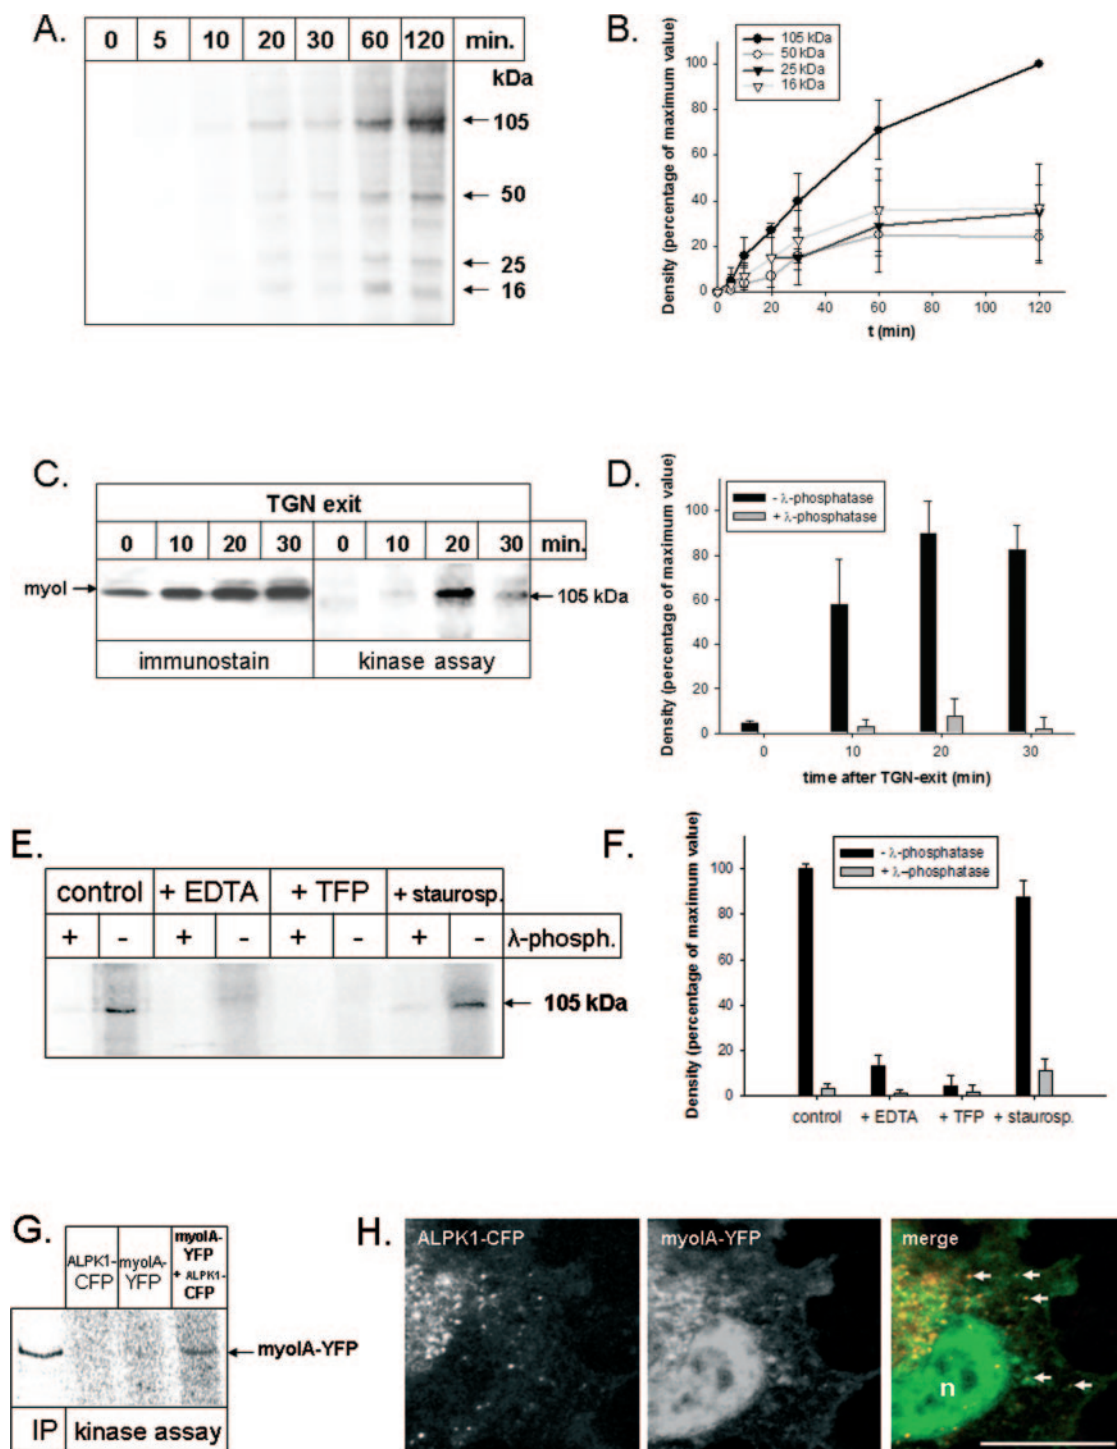 A.
0 5 10 20 30 60 120 min.
kDa
105
50
25
16
B.
Density (percentage of maximum value)
100
80
60
40
20
0
105 kDa
50 kDa
25 kDa
16 kDa
0 20 40 60 80 100 120
t (min)
C.
TGN exit
0 10 20 30 0 10 20 30 min.
myoI
105 kDa
immunostain kinase assay
D.
Density (percentage of maximum value)
100
80
60
40
20
0
- λ-phosphatase
+ λ-phosphatase
0 10 20 30
time after TGN-exit (min)
E.
control + EDTA + TFP + staurosp.
+ - + - + - + - λ-phosph.
105 kDa
F.
Density (percentage of maximum value)
100
80
60
40
20
0
- λ-phosphatase
+ λ-phosphatase
control + EDTA + TFP + staurosp.
G.
ALPK1-
CFP
myoIA-
YFP
myoIA-
YFP
+ ALPK1-
CFP
myoIA-YFP
IP kinase assay
H.
ALPK1-CFP
myoIA-YFP
merge
n